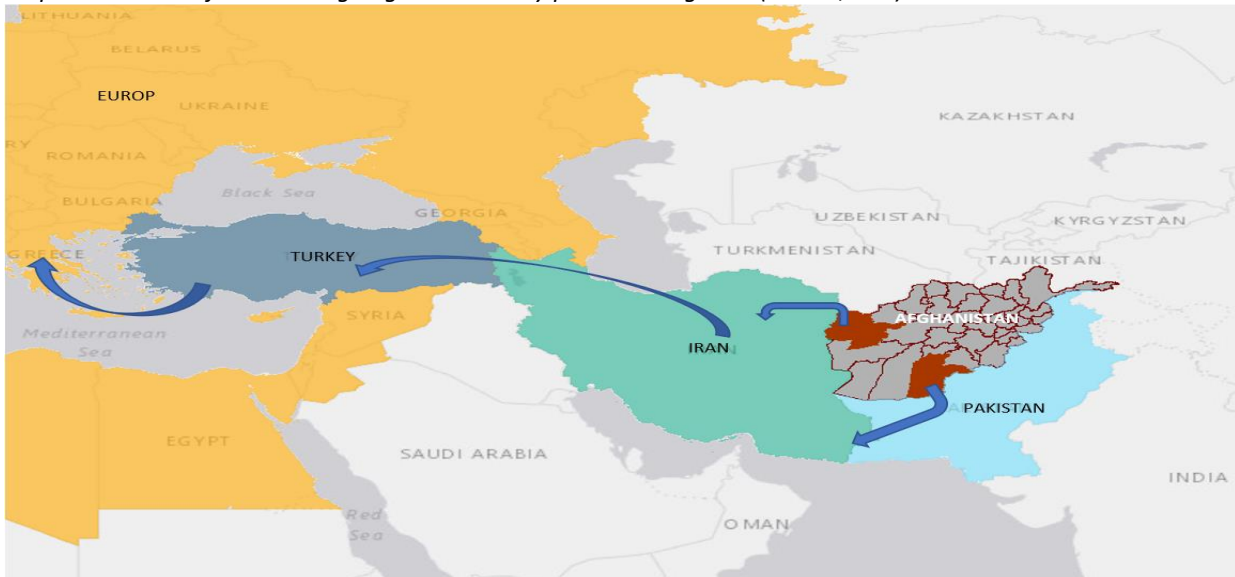 LITHUANIA
BELARUS
EUROP
UKRAINE
KAZAKHSTAN
RY
ROMANIA
Black Sea
BULGARIA
GEORGIA
UZBEKISTAN
KYRGYZSTAN
GREECE
TURKEY
TURKMENISTAN
TAJIKISTAN
SYRIA
AFGHANISTAN
Mediterranean
Sea
IRAN
PAKISTAN
EGYPT
SAUDI ARABIA
INDIA
Red
Sea
OMAN